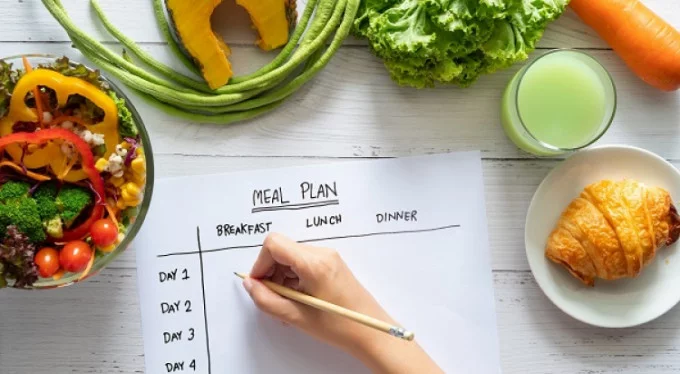 MEAL PLAN
BREAKFAST LUNCH DINNER
DAY 1
DAY 2
DAY 3
DAY 4